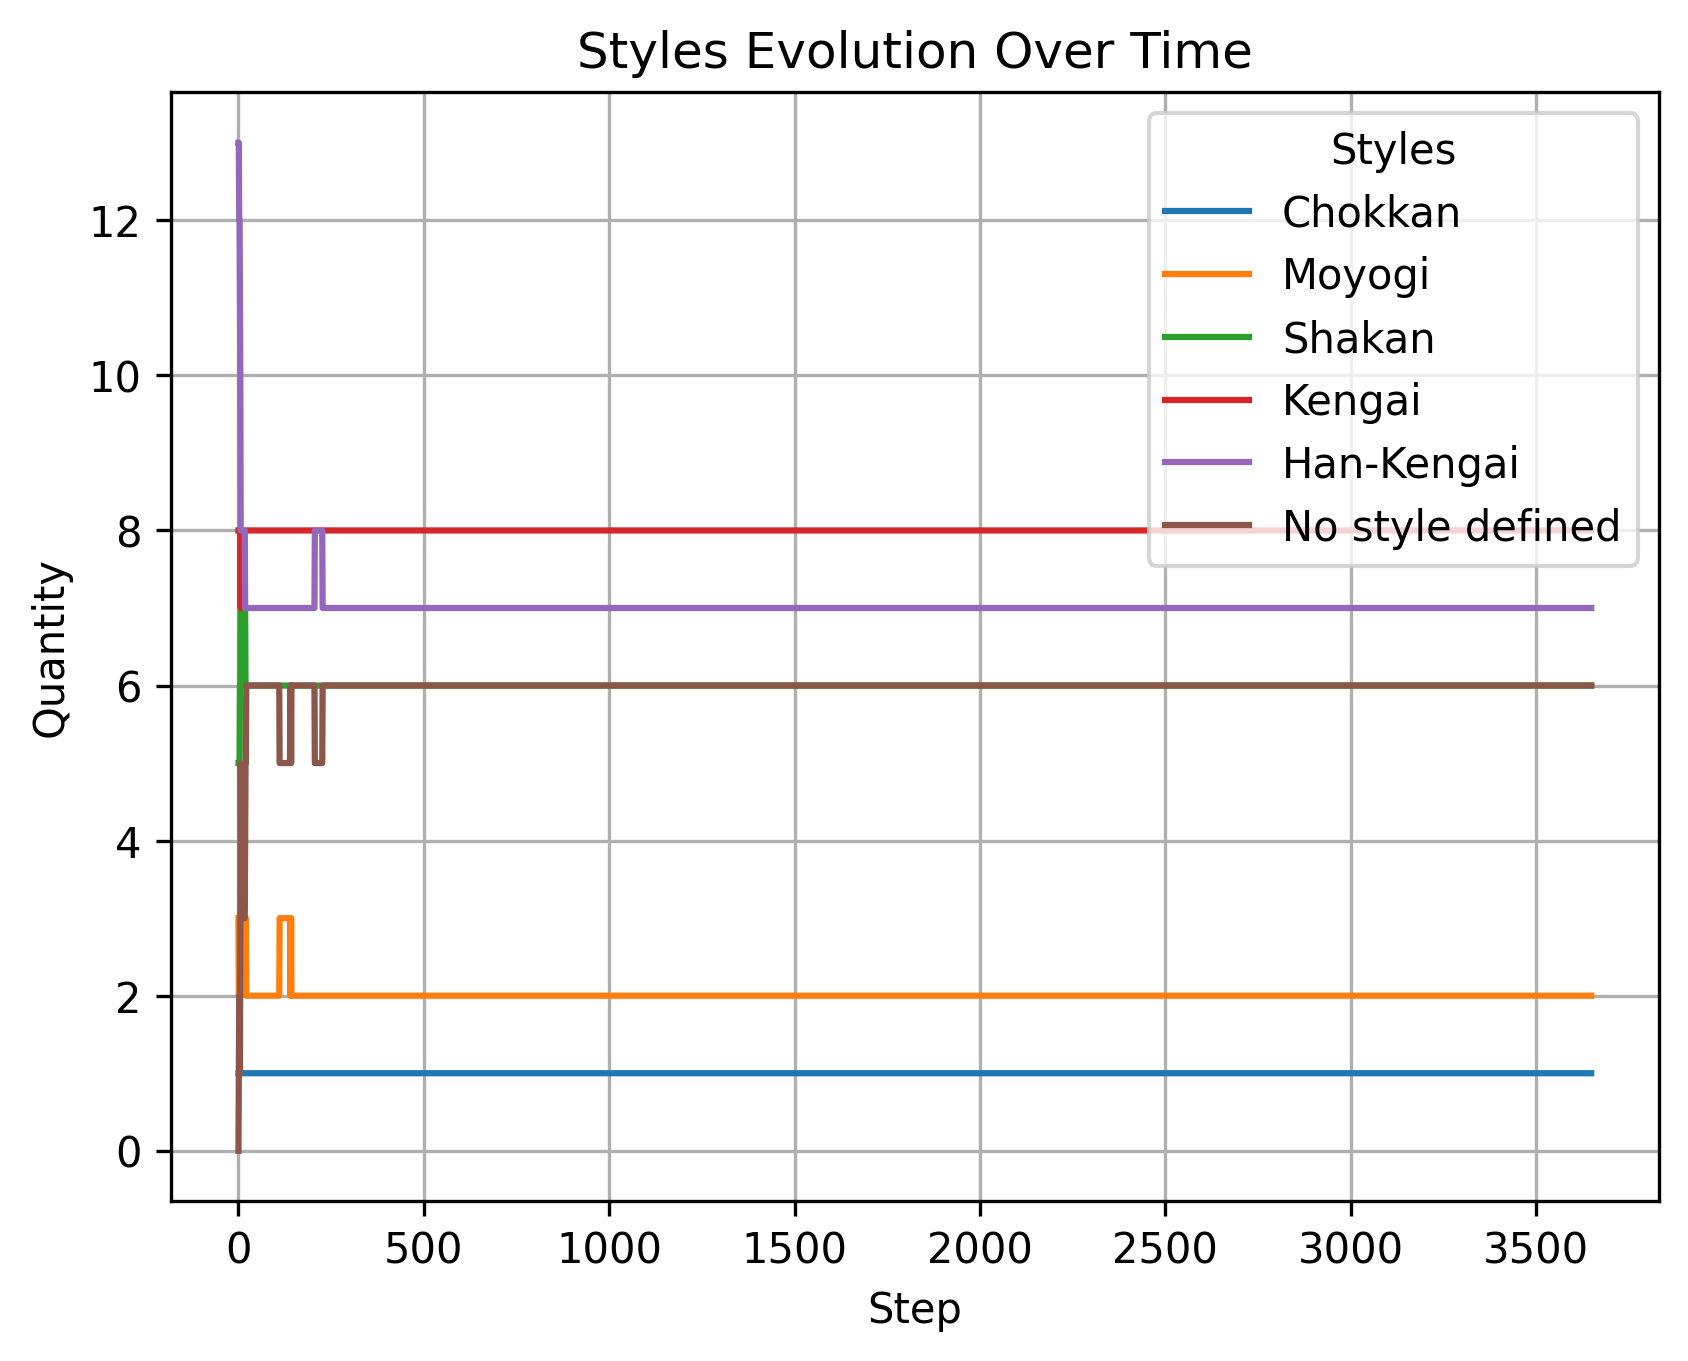 Styles Evolution Over Time
Styles
Chokkan
Moyogi
Shakan
Kengai
Han-Kengai
No style defined
Quantity
12
10
8
6
4
2
0
0 500 1000 1500 2000 2500 3000 3500
Step